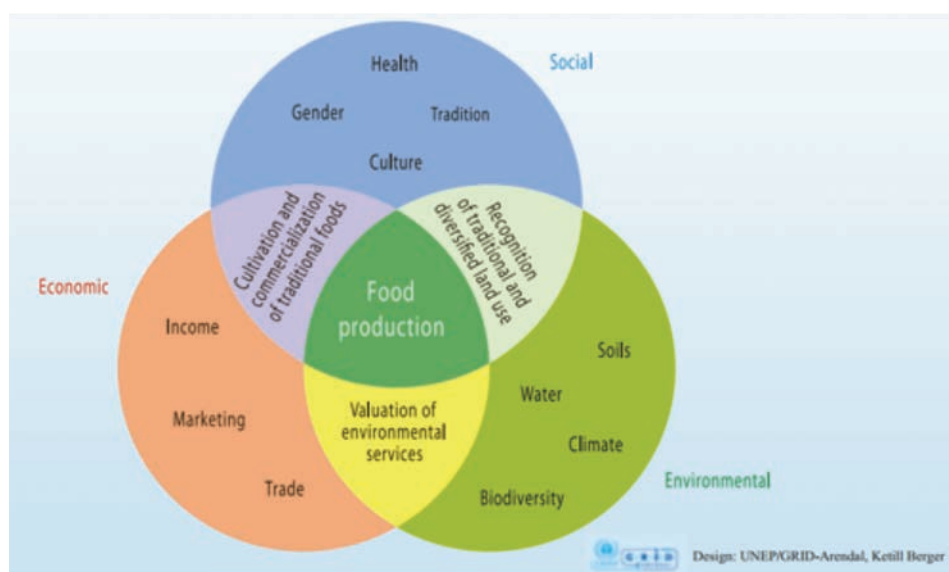 Health
Social
Gender
Tradition
Culture
Cultivation and
commercialization
of traditional foods
Recognition
of traditional and
diversified land use
Economic
Food
production
Income
Soils
Water
Marketing
Valuation of
environmental
services
Climate
Trade
Biodiversity
Environmental
Design: UNEP/GRID-Arendal, Ketill Berger